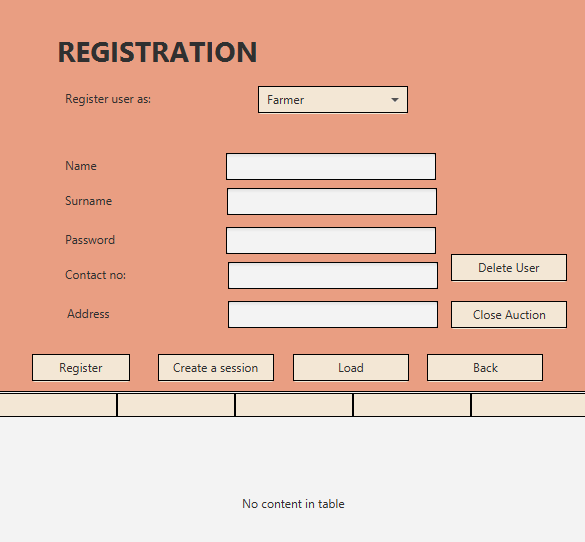 REGISTRATION
Register user as:
Farmer
Name
Surname
Password
Contact no:
Delete User
Address
Close Auction
Register
Create a session
Load
Back
No content in table